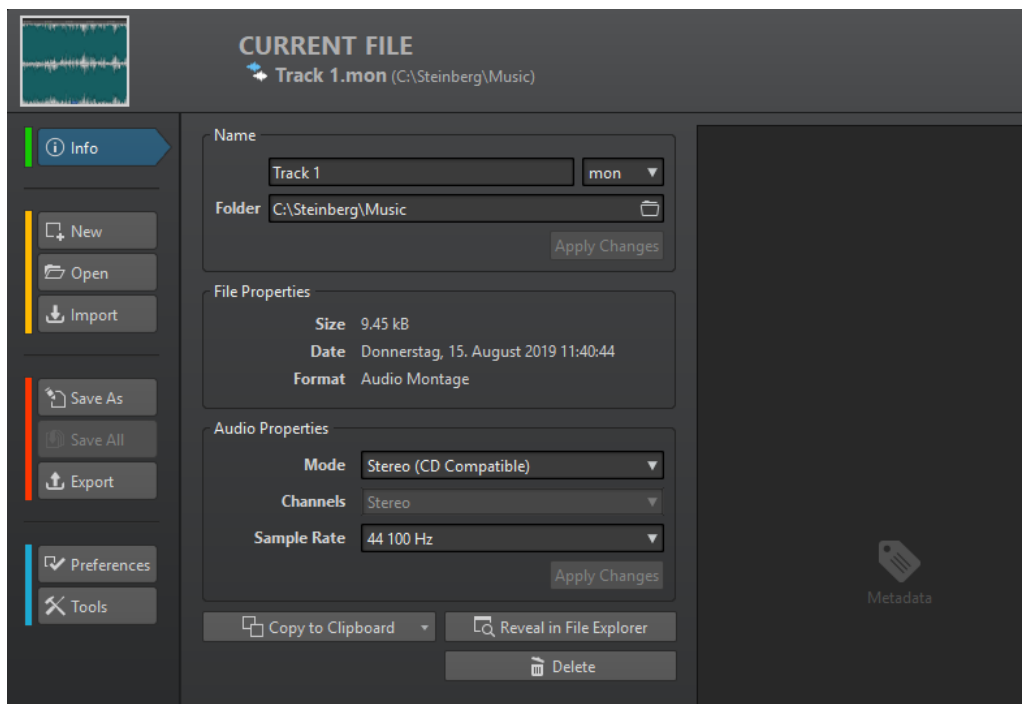 CURRENT FILE
Track 1.mon (C:\Steinberg\Music)
Info
New
Open
Import
Save As
Save All
Export
Preferences
Tools
Name
Track 1
mon
Folder C:\Steinberg\Music
Apply Changes
File Properties
Size 9.45 kB
Date Donnerstag, 15. August 2019 11:40:44
Format Audio Montage
Audio Properties
Mode Stereo (CD Compatible)
Channels Stereo
Sample Rate 44 100 Hz
Apply Changes
Copy to Clipboard
Reveal in File Explorer
Delete
Metadata